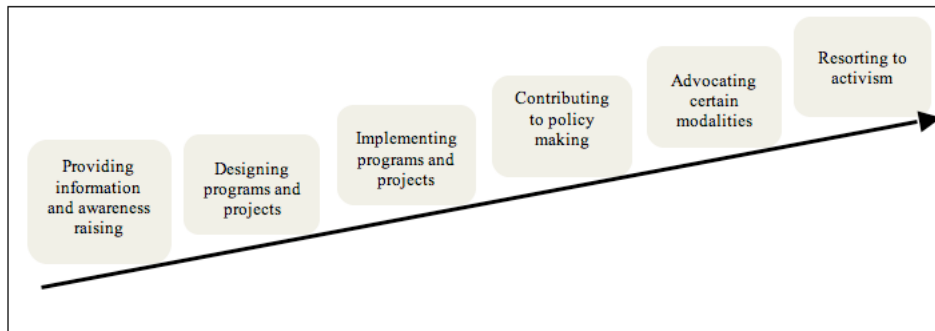 Providing
information
and awareness
raising
Designing
programs and
projects
Implementing
programs and
projects
Contributing
to policy
making
Advocating
certain
modalities
Resorting to
activism